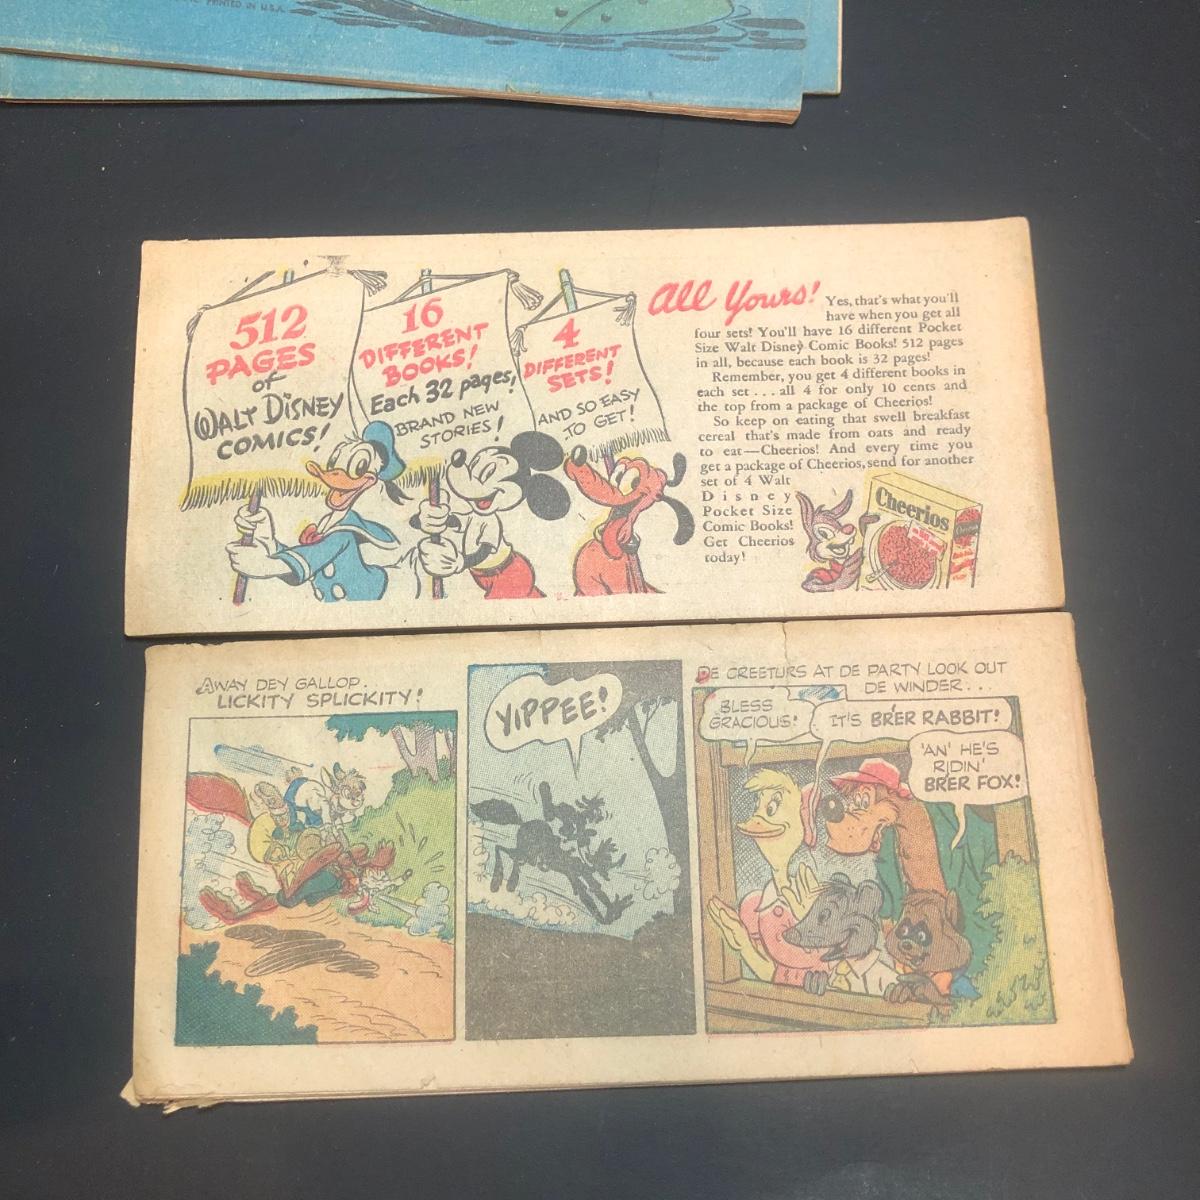 PRINTED IN U.S.A.
512
PAGES
of
WALT DISNEY
COMICS!
16
DIFFERENT
BOOKS!
Each 32 pages,
BRAND NEW
STORIES!
4
DIFFERENT
SETS!
AND SO EASY
TO GET!
All Yours!
Yes, that's what you'll
have when you get all
four sets! You'll have 16 different Pocket
Size Walt Disney Comic Books! 512 pages
in all, because each book is 32 pages!
Remember, you get 4 different books in
each set . . . all 4 for only 10 cents and
the top from a package of Cheerios!
So keep on eating that swell breakfast
cereal that's made from oats and ready
to eat—Cheerios! And every time you
get a package of Cheerios, send for another
set of 4 Walt
Disney
Pocket Size
Comic Books!
Get Cheerios
today!
Cheerios
AWAY DEY GALLOP.
LICKITY SPLICKITY!
YIPPEE!
DE CREETURS AT DE PARTY LOOK OUT
DE WINDER...
BLESS
GRACIOUS!
IT'S BRER RABBIT!
'AN' HE'S
RIDIN'
BRER FOX!